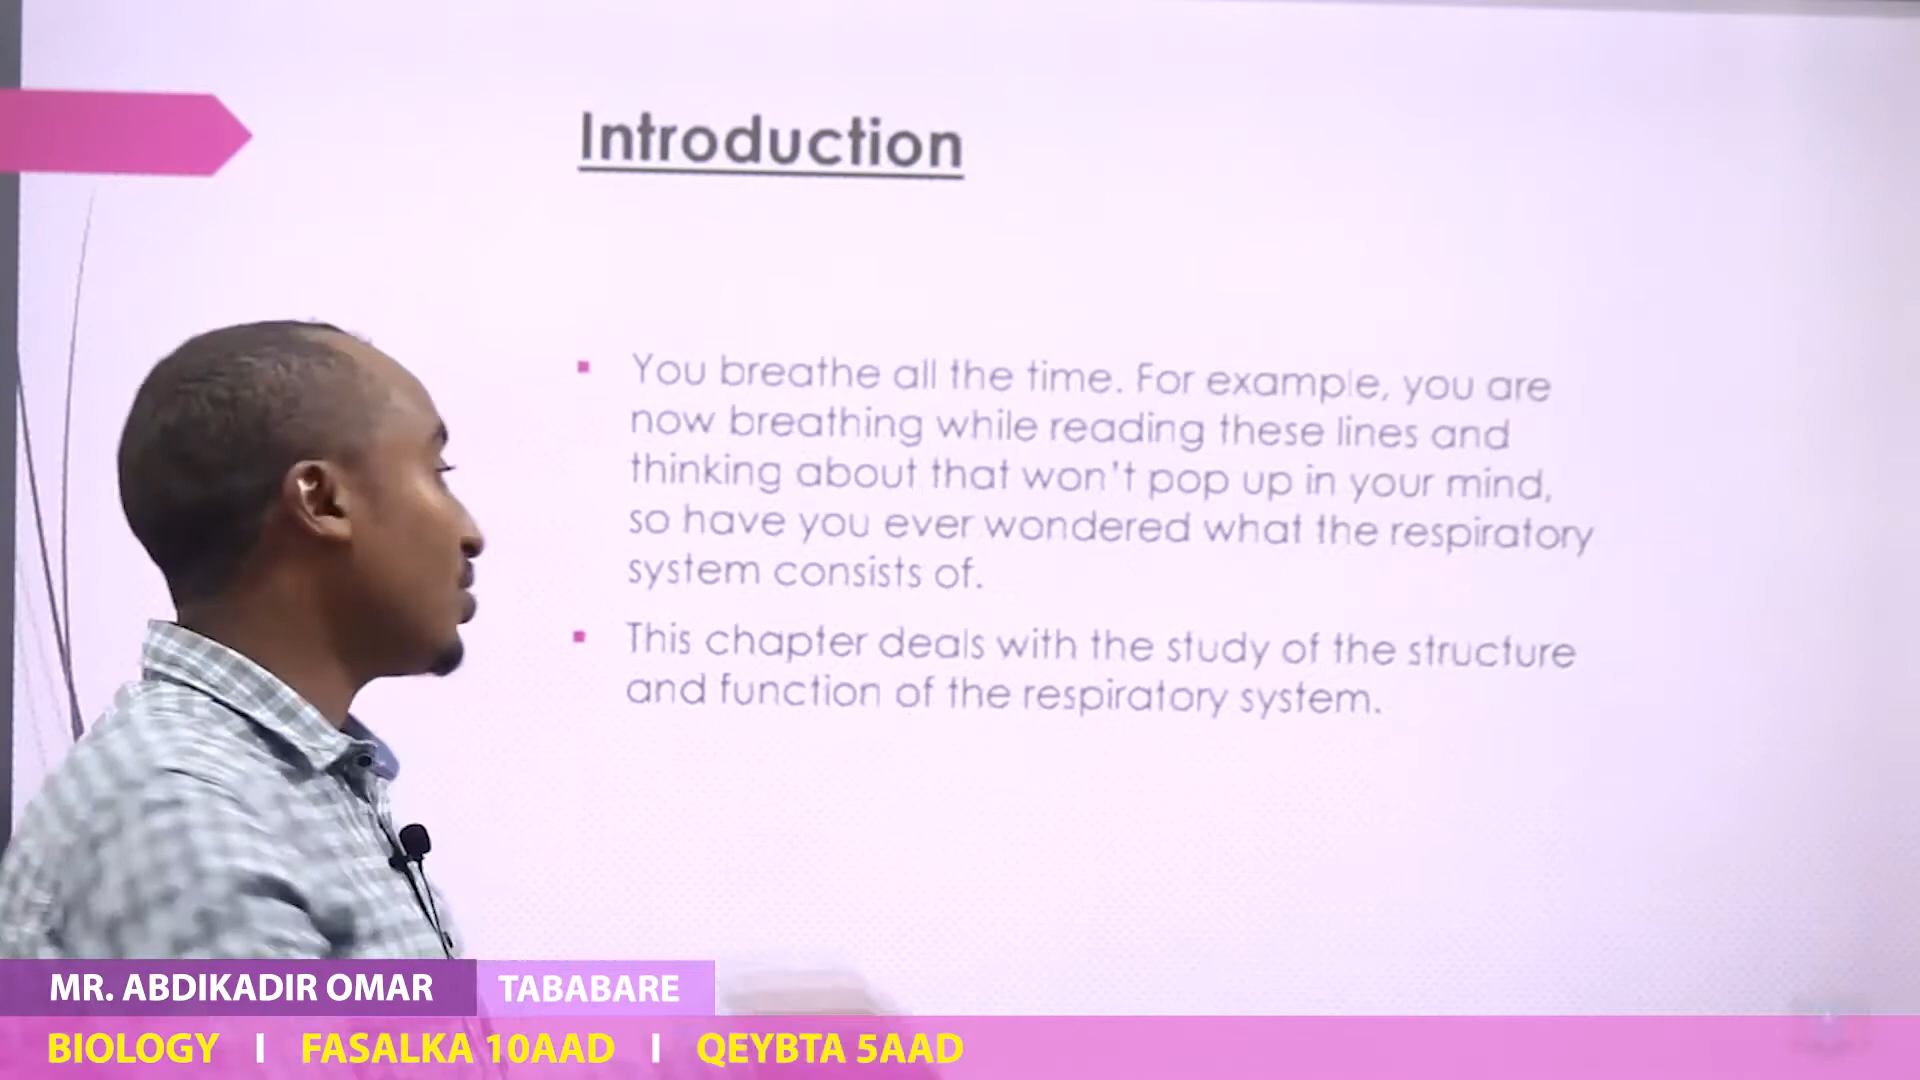 Introduction
You breathe all the time. For example, you are
now breathing while reading these lines and
thinking about that won't pop up in your mind,
so have you ever wondered what the respiratory
system consists of.
This chapter deals with the study of the structure
and function of the respiratory system.
MR. ABDIKADIR OMAR TABABARE
BIOLOGY I FASALKA 10AAD I QEYBTA 5AAD